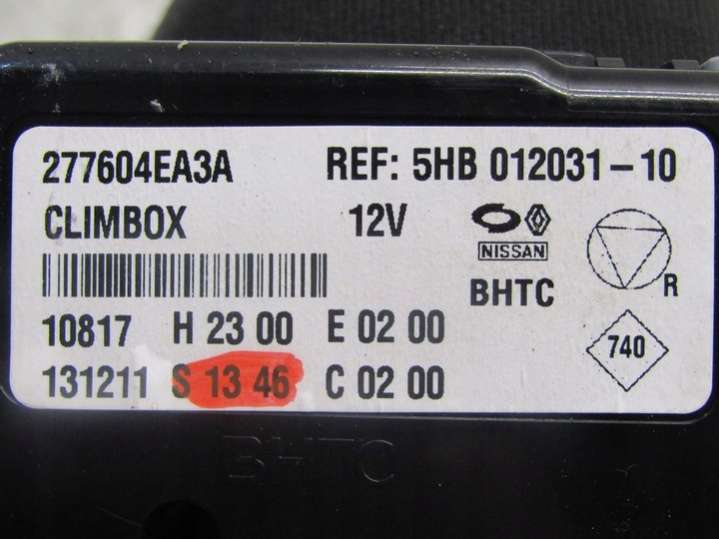 277604EA3A REF: 5HB 012031-10
CLIMBOX 12V
NISSAN
BHTC
R
10817 H 23 00 E 02 00
740
131211 S 13 46 C 02 00
BHTC